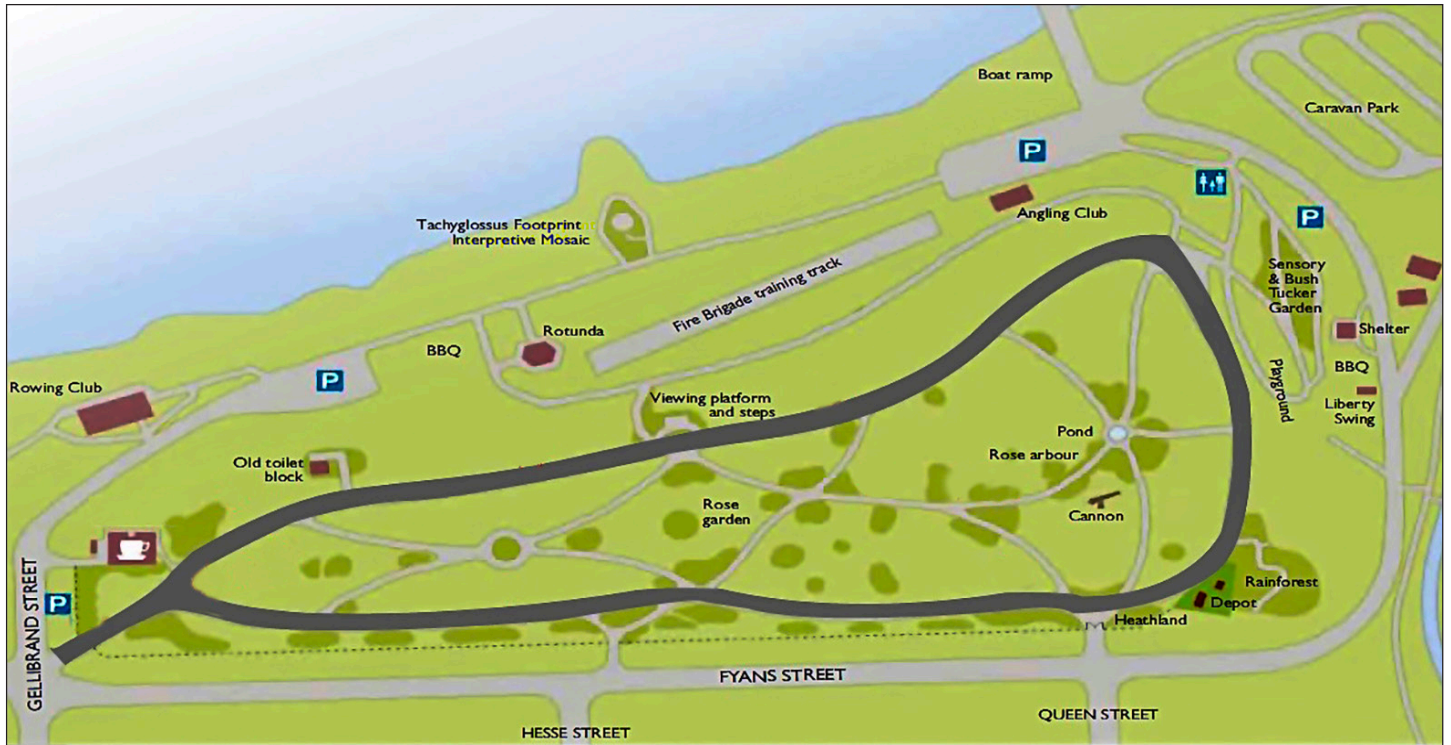 Boat ramp
Caravan Park
P
Angling Club
P
Tachyglossus Footprint
Interpretive Mosaic
Fire Brigade training track
Sensory
& Bush
Tucker
Garden
Rotunda
BBQ
Shelter
P
Rowing Club
BBQ
Playground
Liberty
Swing
Viewing platform
and steps
Pond
Rose arbour
Old toilet
block
Rose
garden
Cannon
P
GELLIBRAND STREET
Rainforest
Depot
Heathland
FYANS STREET
QUEEN STREET
HESSE STREET